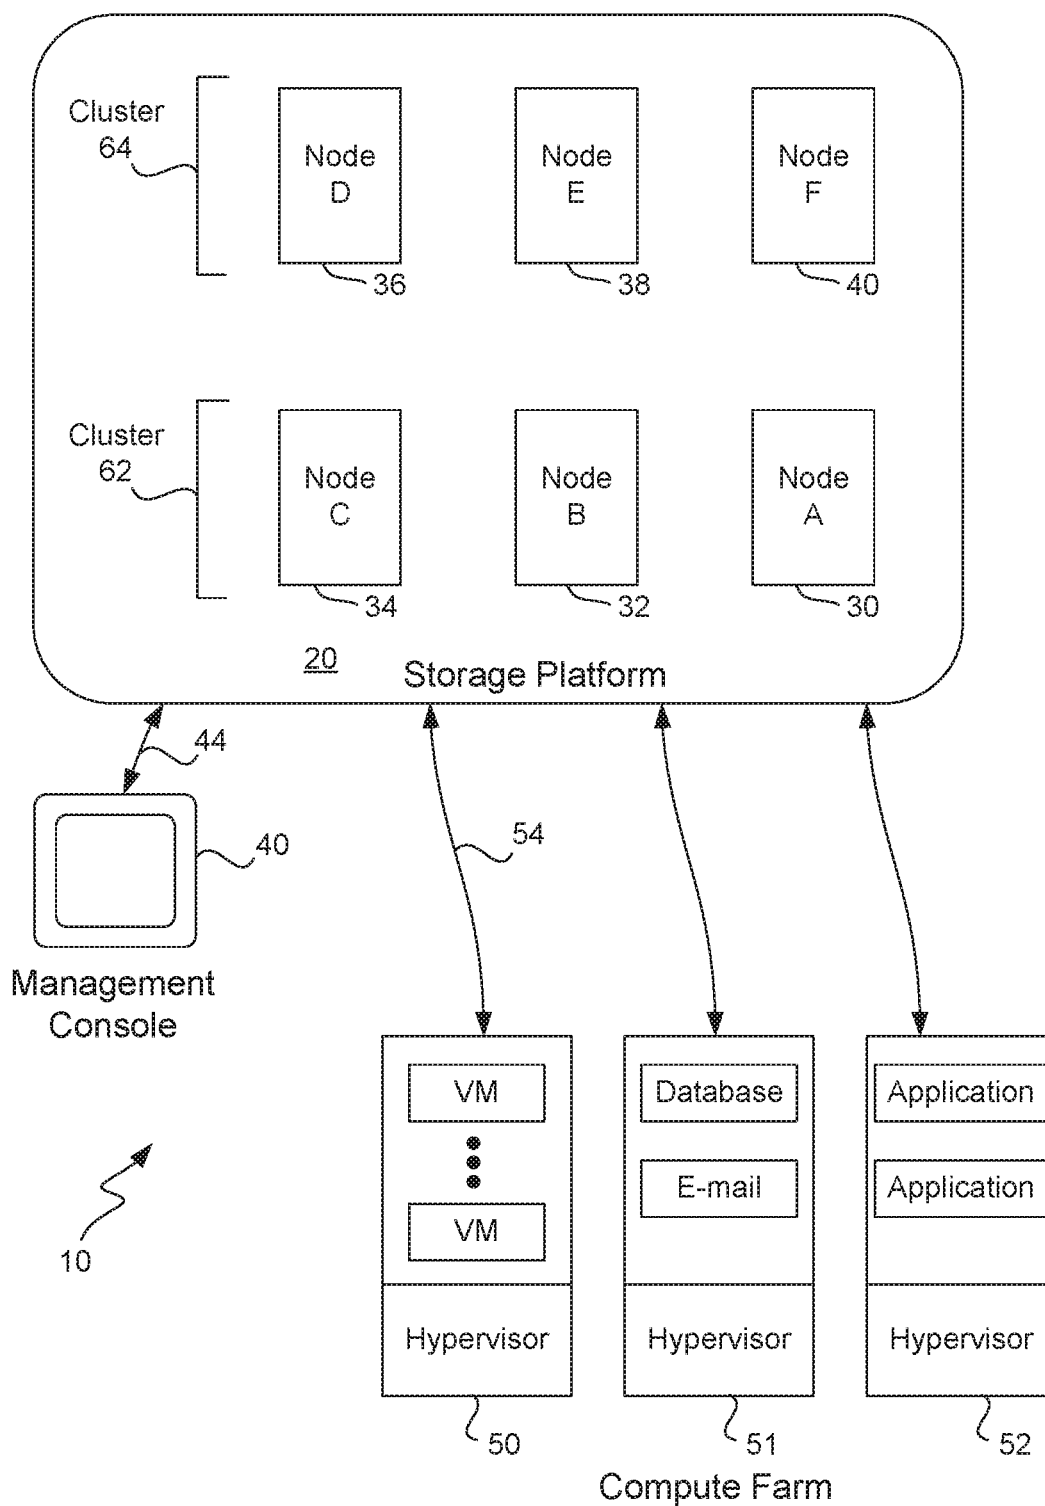 Cluster
64
Node
D
Node
E
Node
F
36
38
40
Cluster
62
Node
C
Node
B
Node
A
34
32
30
20
Storage Platform
44
40
54
Management
Console
VM
VM
Hypervisor
Database
E-mail
Hypervisor
Application
Application
Hypervisor
10
50
51
52
Compute Farm